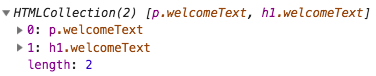 HTMLCollection(2) [p.welcomeText, h1.welcomeText]
0: p.welcomeText
1: h1.welcomeText
length: 2